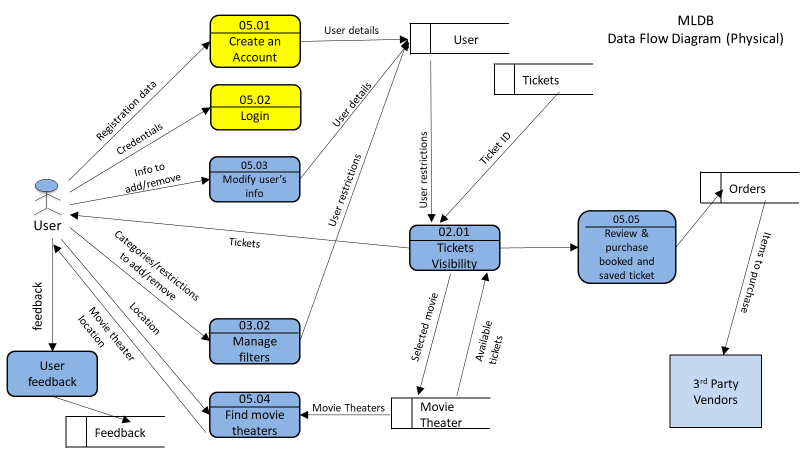 MLDB
Data Flow Diagram (Physical)
05.01
Create an
Account
User details
User
Tickets
05.02
Login
Registration data
Credentials
User details
05.03
Modify user's
info
Info to
add/remove
User restrictions
User restrictions
Ticket ID
Orders
User
Tickets
02.01
Tickets
Visibility
05.05
Review &
purchase
booked and
saved ticket
Items to purchase
Categories/restrictions
to add/remove
feedback
Location
Movie theater
location
03.02
Manage
filters
Selected movie
Available
tickets
User
feedback
3rd Party
Vendors
05.04
Find movie
theaters
Movie Theaters
Movie
Theater
Feedback